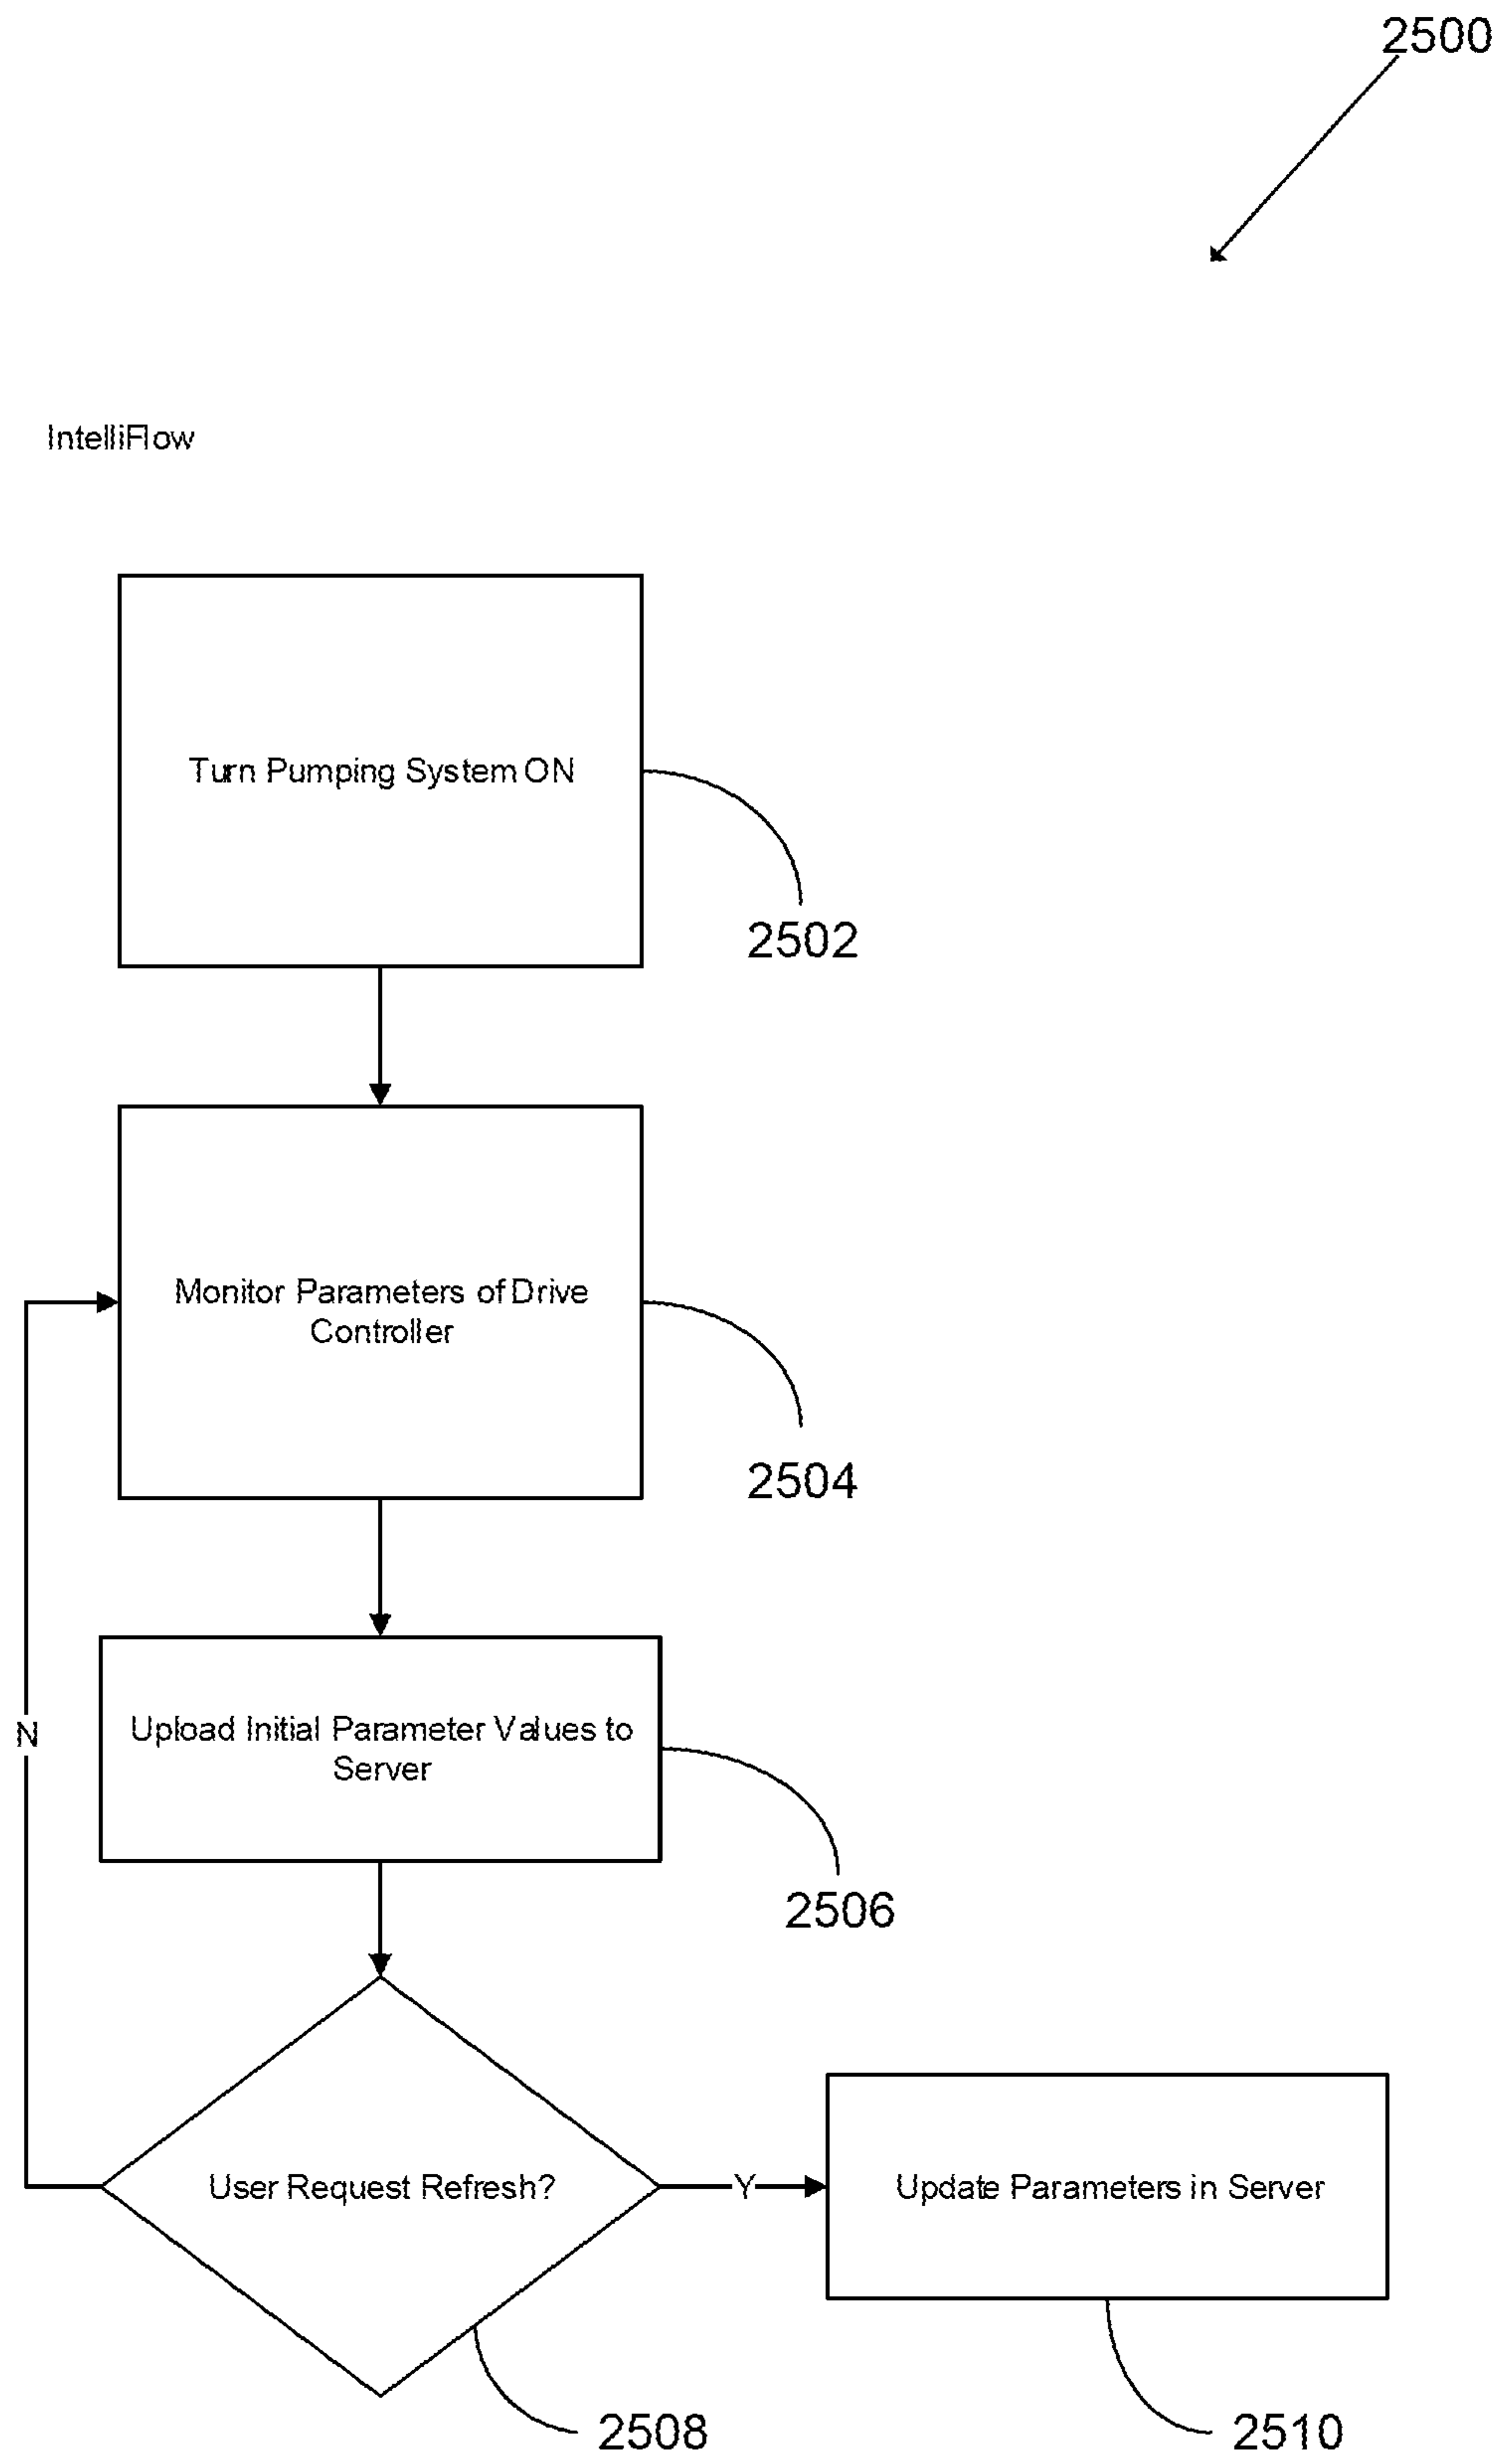 2500
IntelliFlow
Turn Pumping System ON
2502
Monitor Parameters of Drive
Controller
2504
Upload Initial Parameter Values to
Server
N
2506
User Request Refresh?
Y
Update Parameters in Server
2508
2510